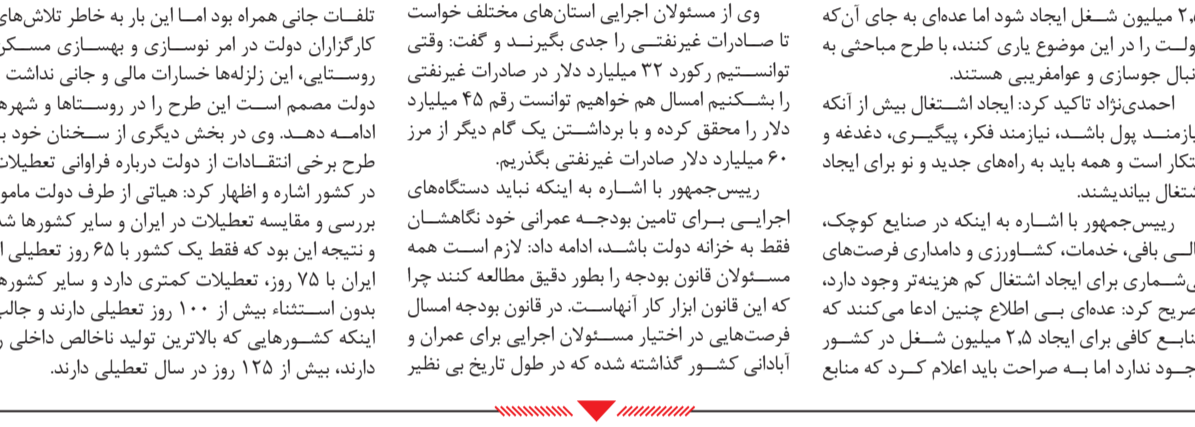 ۲٫۵ میلیون شغل ایجاد شود اما عده‌ای به جای آن‌که
را در این موضوع یاری کنند، با طرح مباحثی به
جوسازی و عوامفریبی هستند.
احمدی‌نژاد تاکید کرد: ایجاد اشتغال بیش از آنکه
پول باشد، نیازمند فکر، پیگیری، دغدغه و
است و همه باید به راه‌های جدید و نو برای ایجاد
بیاندیشند.
رییس‌جمهور با اشاره به اینکه در صنایع کوچک،
بافی، خدمات، کشاورزی و دامداری فرصت‌های
برای ایجاد اشتغال کم هزینه‌تر وجود دارد،
کرد: عده‌ای بی اطلاع چنین ادعا می‌کنند که
کافی برای ایجاد ۲٫۵ میلیون شغل در کشور
ندارد اما به صراحت باید اعلام کرد که منابع
وی از مسئولان اجرایی استان‌های مختلف خواست
تا صادرات غیرنفتی را جدی بگیرند و گفت: وقتی
توانستیم رکورد ۳۲ میلیارد دلار در صادرات غیرنفتی
را بشکنیم امسال هم خواهیم توانست رقم ۴۵ میلیارد
دلار را محقق کرده و با برداشتن یک گام دیگر از مرز
۶۰ میلیارد دلار صادرات غیرنفتی بگذریم.
رییس‌جمهور با اشاره به اینکه نباید دستگاه‌های
اجرایی برای تامین بودجه عمرانی خود نگاهشان
فقط به خزانه دولت باشد، ادامه داد: لازم است همه
مسئولان قانون بودجه را بطور دقیق مطالعه کنند چرا
که این قانون ابزار کار آنهاست. در قانون بودجه امسال
فرصت‌هایی در اختیار مسئولان اجرایی برای عمران و
آبادانی کشور گذاشته شده که در طول تاریخ بی نظیر
تلفات جانی همراه بود اما این بار به خاطر تلاش‌های
کارگزاران دولت در امر نوسازی و بهسازی مسکن
روستایی، این زلزله‌ها خسارات مالی و جانی نداشت
دولت مصمم است این طرح را در روستاها و شهرها
ادامه دهد. وی در بخش دیگری از سخنان خود با
طرح برخی انتقادات از دولت درباره فراوانی تعطیلات
در کشور اشاره و اظهار کرد: هیاتی از طرف دولت مامور
بررسی و مقایسه تعطیلات در ایران و سایر کشورها شد
و نتیجه این بود که فقط یک کشور با ۶۵ روز تعطیلی از
ایران با ۷۵ روز، تعطیلات کمتری دارد و سایر کشورها
بدون استثناء بیش از ۱۰۰ روز تعطیلی دارند و جالب
اینکه کشورهایی که بالاترین تولید ناخالص داخلی را
دارند، بیش از ۱۲۵ روز در سال تعطیلی دارند.